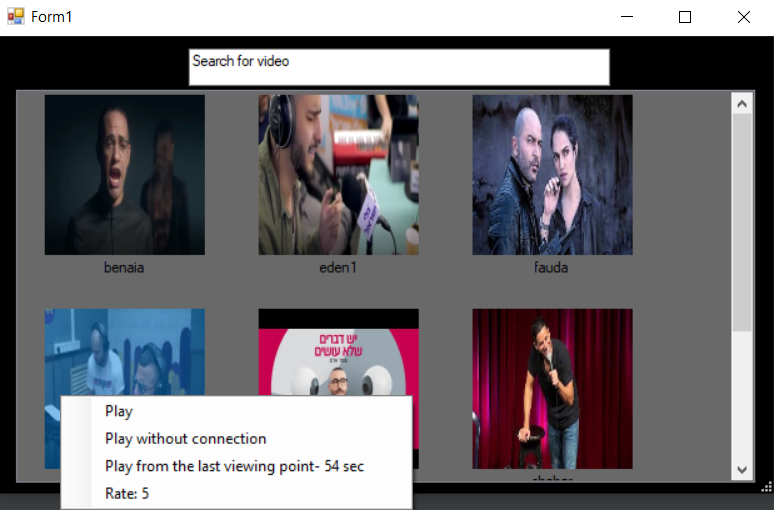 Form1
Search for video
benaia
eden1
fauda
יש דברים
שלא עושים
Play
Play without connection
Play from the last viewing point- 54 sec
Rate: 5